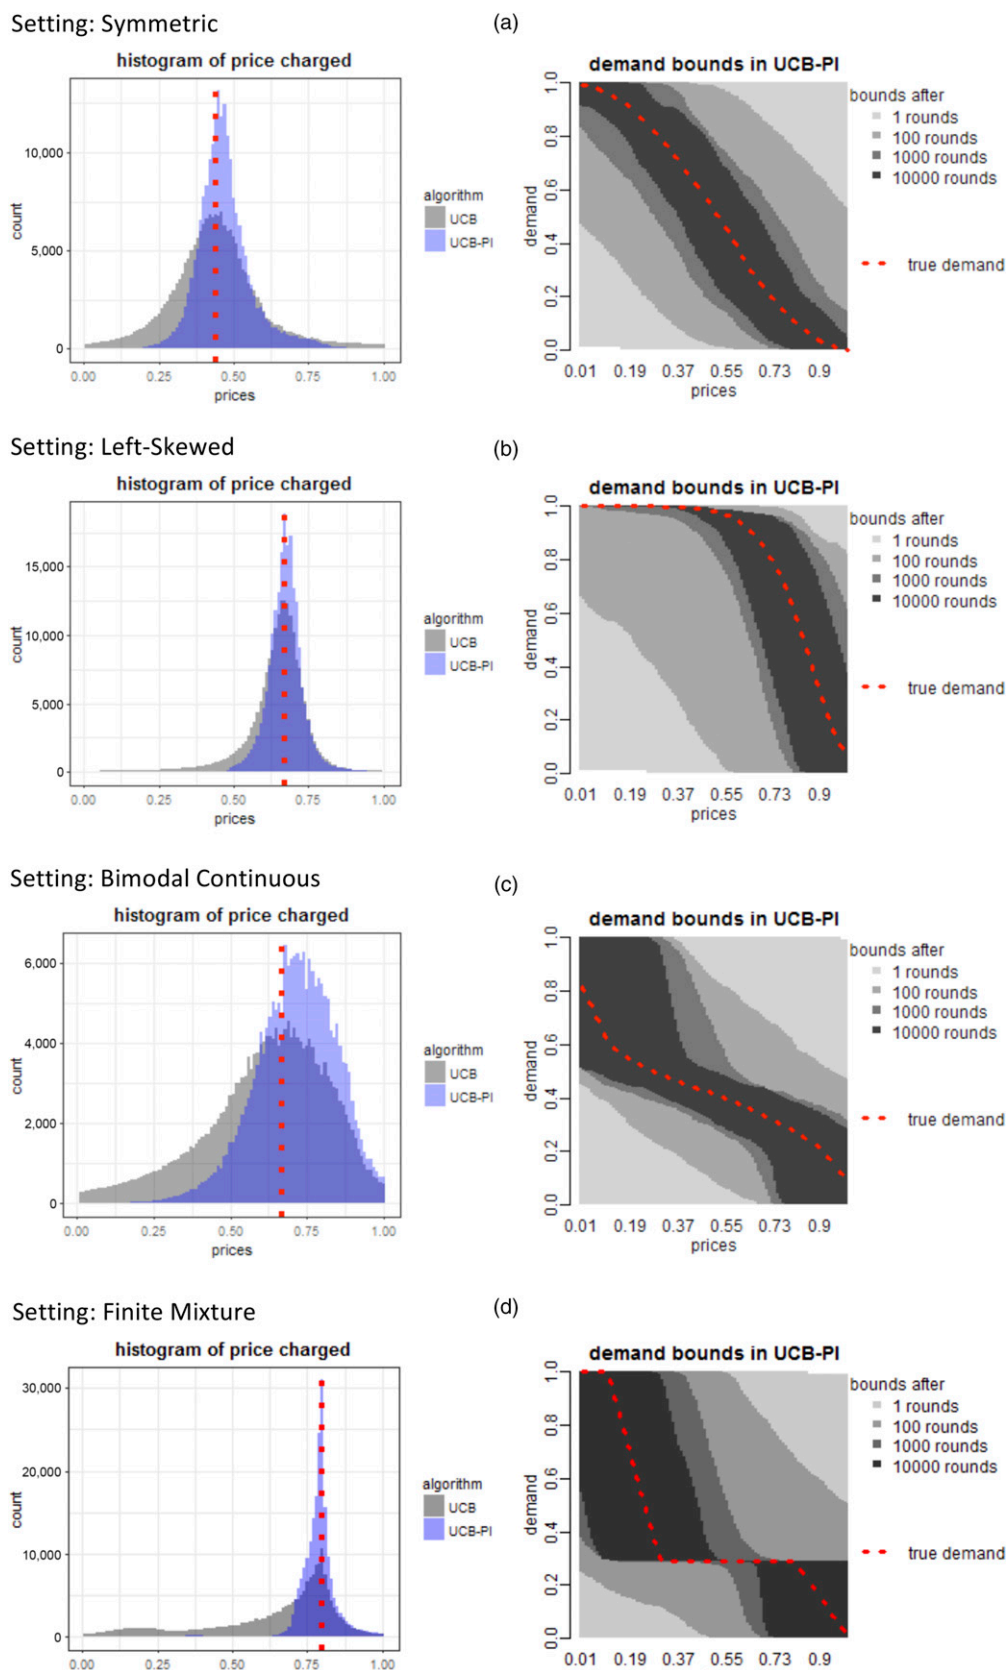 Setting: Symmetric
(a)
histogram of price charged
count
10,000
5,000
0
0.00 0.25 0.50 0.75 1.00
prices
algorithm
UCB
UCB-PI
demand bounds in UCB-PI
demand
1.0
0.8
0.6
0.4
0.2
0.0
0.01 0.19 0.37 0.55 0.73 0.9
prices
bounds after
1 rounds
100 rounds
1000 rounds
10000 rounds
true demand
Setting: Left-Skewed
(b)
histogram of price charged
count
15,000
10,000
5,000
0
0.00 0.25 0.50 0.75 1.00
prices
algorithm
UCB
UCB-PI
demand bounds in UCB-PI
demand
1.0
0.8
0.6
0.4
0.2
0.0
0.01 0.19 0.37 0.55 0.73 0.9
prices
bounds after
1 rounds
100 rounds
1000 rounds
10000 rounds
true demand
Setting: Bimodal Continuous
(c)
histogram of price charged
count
6,000
4,000
2,000
0
0.00 0.25 0.50 0.75 1.00
prices
algorithm
UCB
UCB-PI
demand bounds in UCB-PI
demand
1.0
0.8
0.6
0.4
0.2
0.0
0.01 0.19 0.37 0.55 0.73 0.9
prices
bounds after
1 rounds
100 rounds
1000 rounds
10000 rounds
true demand
Setting: Finite Mixture
(d)
histogram of price charged
count
30,000
20,000
10,000
0
0.00 0.25 0.50 0.75 1.00
prices
algorithm
UCB
UCB-PI
demand bounds in UCB-PI
demand
1.0
0.8
0.6
0.4
0.2
0.0
0.01 0.19 0.37 0.55 0.73 0.9
prices
bounds after
1 rounds
100 rounds
1000 rounds
10000 rounds
true demand